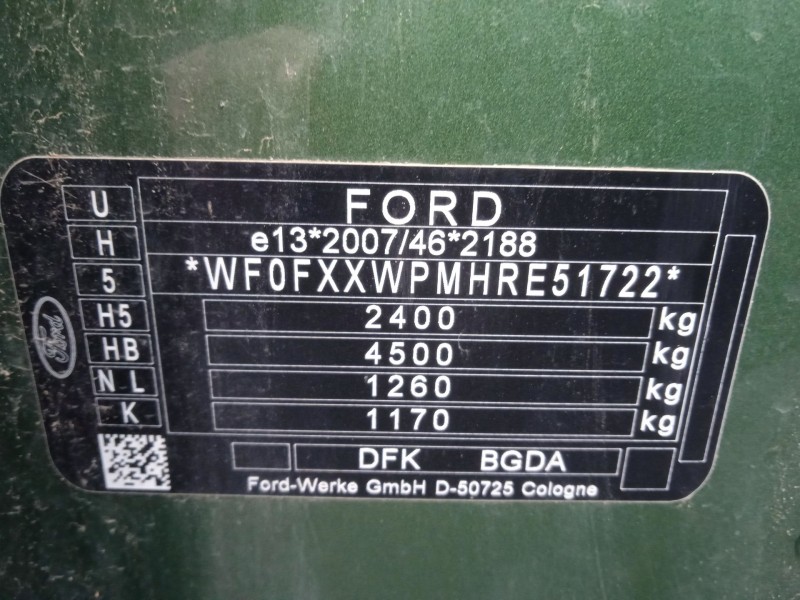 U FORD
H e13*2007/46*2188
5 *WF0FXXWPMHRE51722*
H5 2400 kg
HB 4500 kg
N L 1260 kg
K 1170 kg
Ford
DFK BGDA
Ford-Werke GmbH D-50725 Cologne